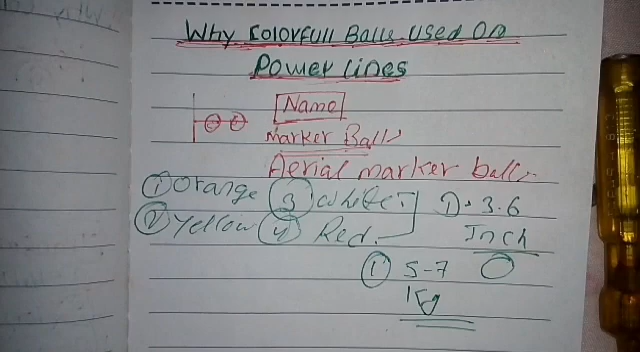 Why Colorfull Balls Used On
Power Lines
Name
Marker Balls
Aerial marker balls
① Orange ③ white
② Yellow ④ Red.
D. 3.6
Inch
① 5-7
Kg